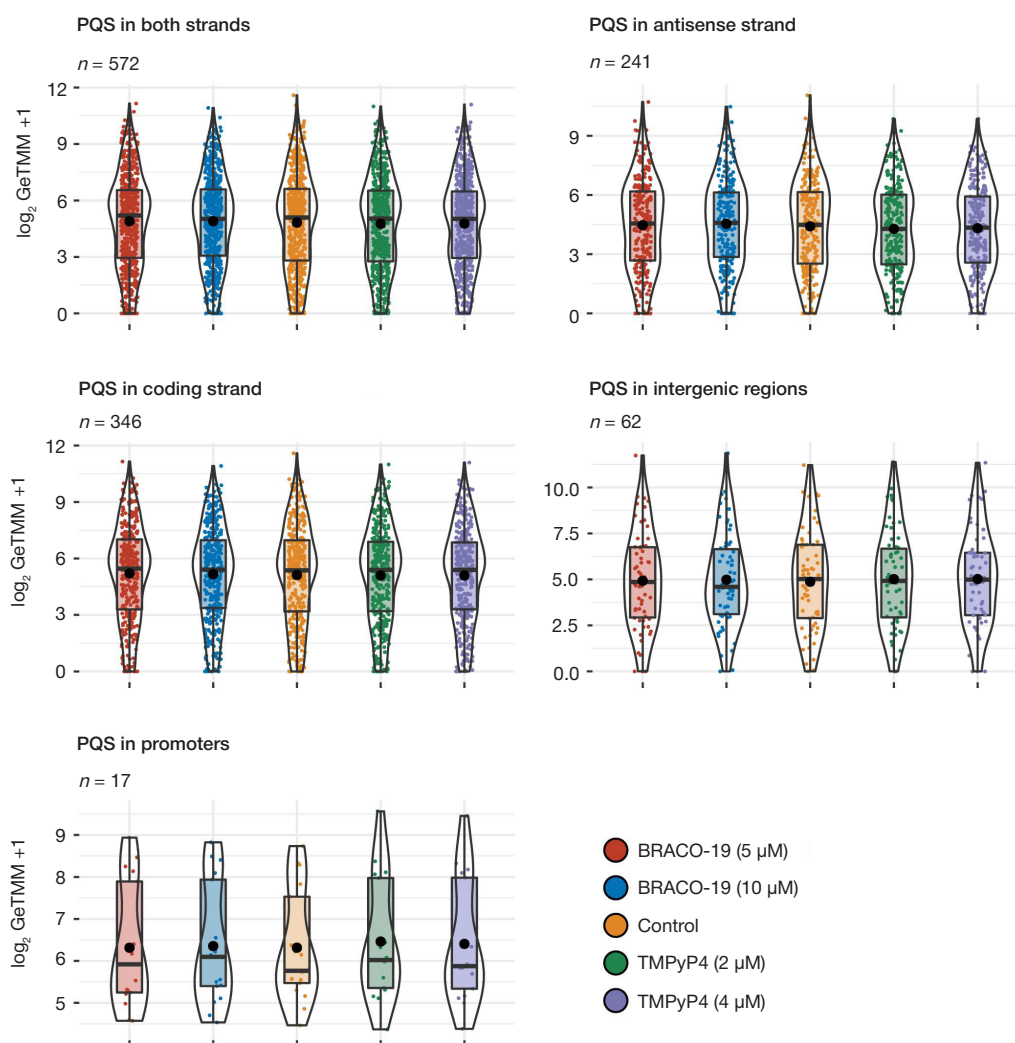 PQS in both strands
n = 572
12
9
6
3
0
log₂ GeTMM +1
PQS in antisense strand
n = 241
9
6
3
0
PQS in coding strand
n = 346
12
9
6
3
0
log₂ GeTMM +1
PQS in intergenic regions
n = 62
10.0
7.5
5.0
2.5
0.0
PQS in promoters
n = 17
9
8
7
6
5
log₂ GeTMM +1
BRACO-19 (5 µM)
BRACO-19 (10 µM)
Control
TMPyP4 (2 µM)
TMPyP4 (4 µM)